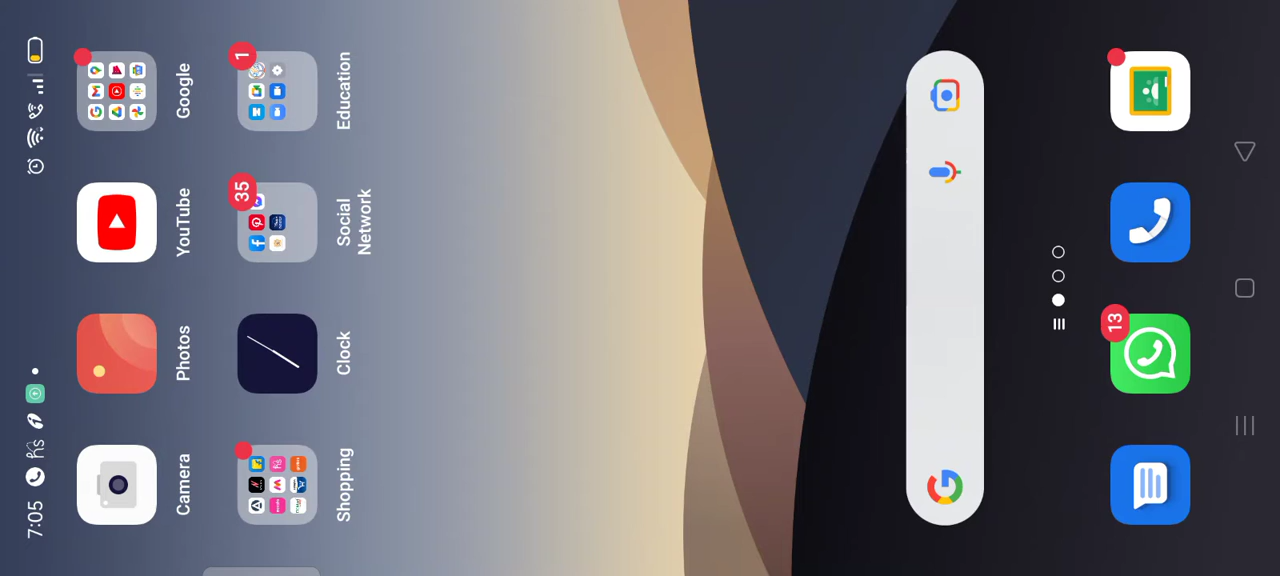 7:05
Camera
Photos
YouTube
Google
Shopping
Clock
35
Social
Network
1
Education
13